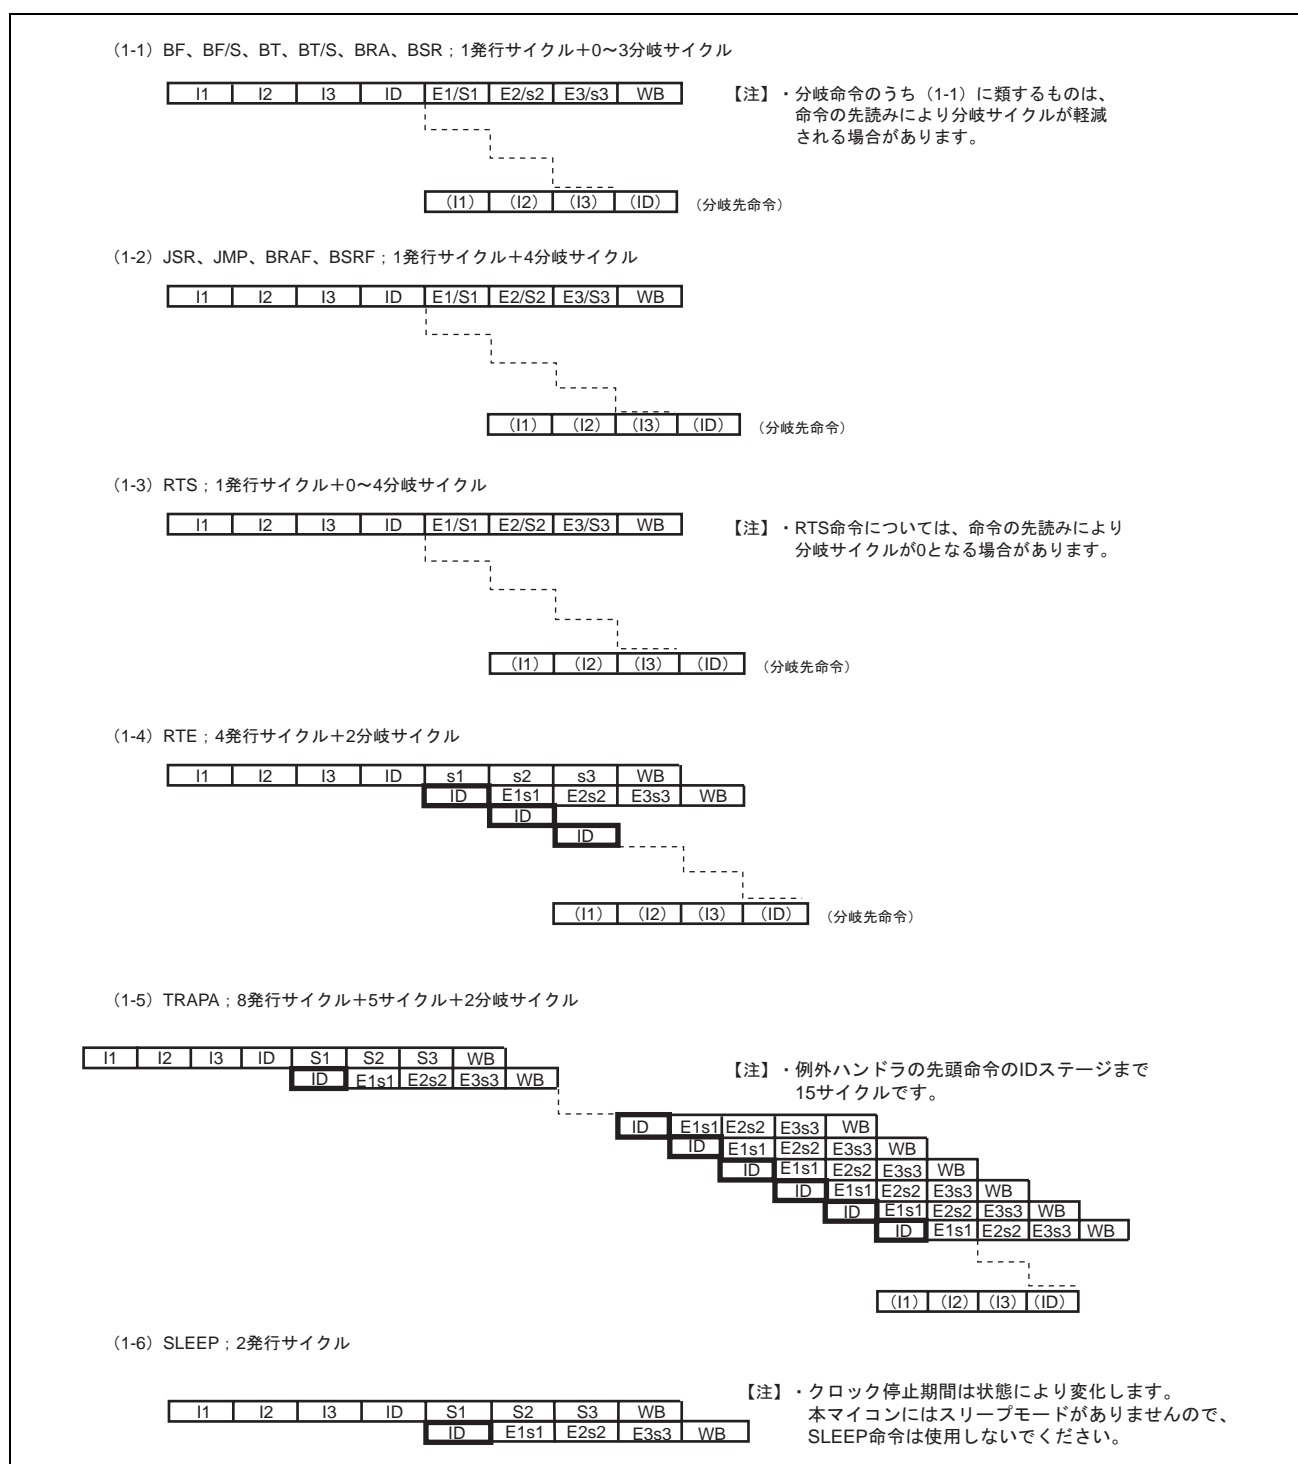 (1-1) BF、BF/S、BT、BT/S、BRA、BSR；1発行サイクル＋0～3分岐サイクル
I1 I2 I3 ID E1/S1 E2/s2 E3/s3 WB
【注】・分岐命令のうち（1-1）に類するものは、
命令の先読みにより分岐サイクルが軽減
される場合があります。
(I1) (I2) (I3) (ID) （分岐先命令）
(1-2) JSR、JMP、BRAF、BSRF；1発行サイクル＋4分岐サイクル
I1 I2 I3 ID E1/S1 E2/S2 E3/S3 WB
(I1) (I2) (I3) (ID) （分岐先命令）
(1-3) RTS；1発行サイクル＋0～4分岐サイクル
I1 I2 I3 ID E1/S1 E2/S2 E3/S3 WB
【注】・RTS命令については、命令の先読みにより
分岐サイクルが0となる場合があります。
(I1) (I2) (I3) (ID) （分岐先命令）
(1-4) RTE；4発行サイクル＋2分岐サイクル
I1 I2 I3 ID s1 s2 s3 WB
ID E1s1 E2s2 E3s3 WB
ID
ID
(I1) (I2) (I3) (ID) （分岐先命令）
(1-5) TRAPA；8発行サイクル＋5サイクル＋2分岐サイクル
I1 I2 I3 ID S1 S2 S3 WB
ID E1s1 E2s2 E3s3 WB
【注】・例外ハンドラの先頭命令のIDステージまで
15サイクルです。
ID E1s1 E2s2 E3s3 WB
ID E1s1 E2s2 E3s3 WB
ID E1s1 E2s2 E3s3 WB
ID E1s1 E2s2 E3s3 WB
ID E1s1 E2s2 E3s3 WB
ID E1s1 E2s2 E3s3 WB
(I1) (I2) (I3) (ID)
(1-6) SLEEP；2発行サイクル
【注】・クロック停止期間は状態により変化します。
本マイコンにはスリープモードがありませんので、
SLEEP命令は使用しないでください。
I1 I2 I3 ID S1 S2 S3 WB
ID E1s1 E2s2 E3s3 WB